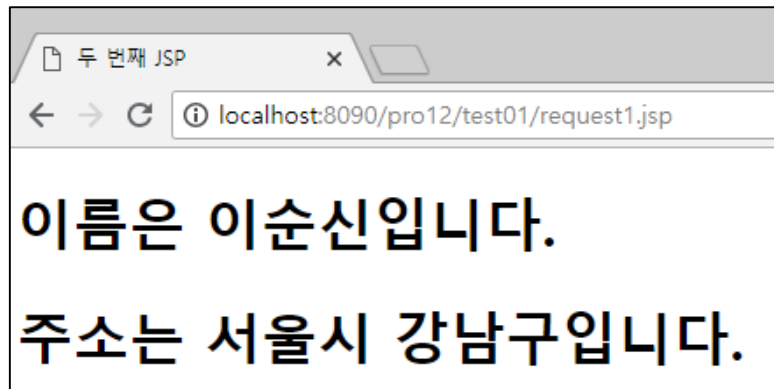 두 번째 JSP
localhost:8090/pro12/test01/request1.jsp
이름은 이순신입니다.
주소는 서울시 강남구입니다.